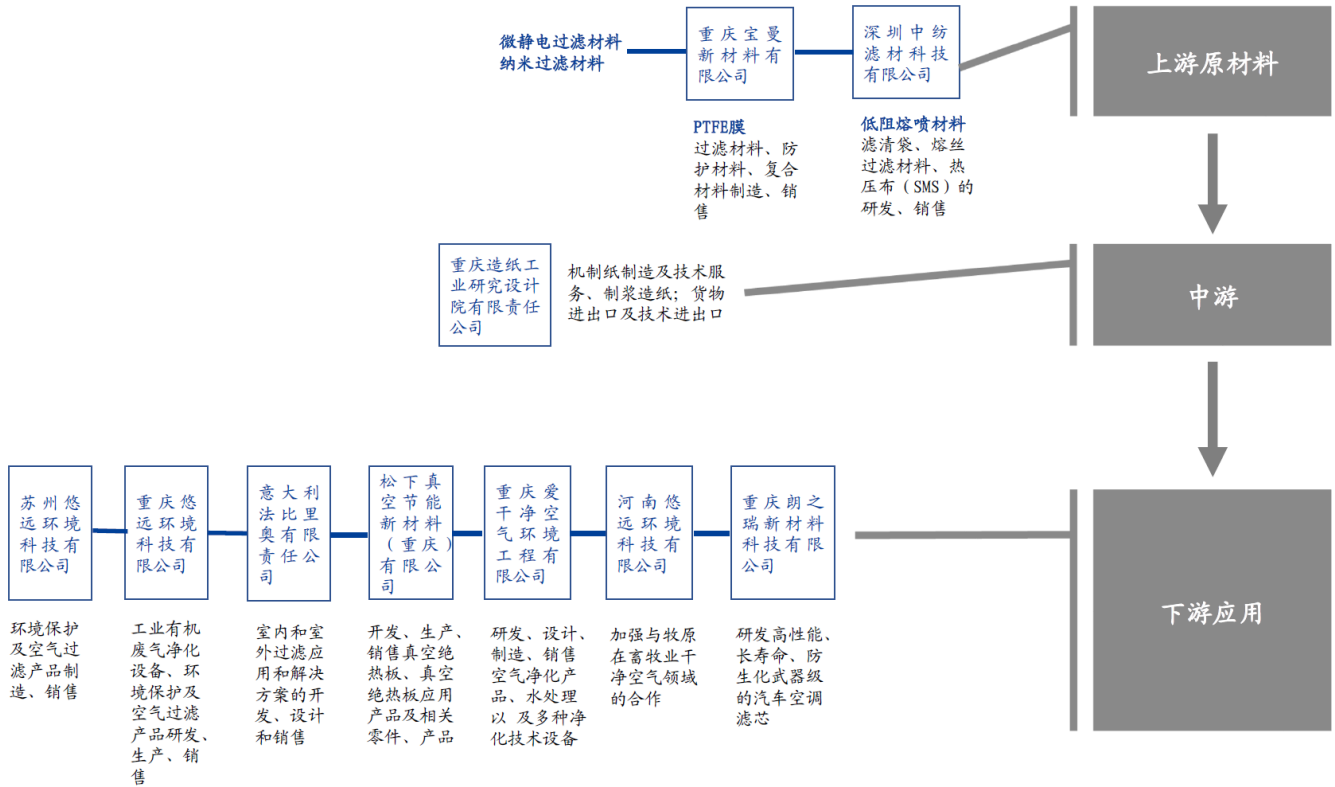 微静电过滤材料
纳米过滤材料
重庆宝曼
新材料有
限公司
深圳中纺
滤材科技
有限公司
上游原材料
PTFE膜
过滤材料、防
护材料、复合
材料制造、销
售
低阻熔喷材料
滤清袋、熔丝
过滤材料、热
压布（SMS）的
研发、销售
重庆造纸工
业研究设计
院有限责任
公司
机制纸制造及技术服
务、制浆造纸；货物
进出口及技术进出口
中游
苏州悠
远环境
科技有
限公司
重庆悠
远环境
科技有
限公司
意大利
法比里
奥有限
责任公
司
松下真
空节能
新材料
（重庆）
有限公
司
重庆爱
干净空
气环境
工程有
限公司
河南悠
远环境
科技有
限公司
重庆朗之
瑞新材料
科技有限
公司
下游应用
环境保护
及空气过
滤产品制
造、销售
工业有机
废气净化
设备、环
境保护及
空气过滤
产品研发、
生产、销
售
室内和室
外过滤应
用和解决
方案的开
发、设计
和销售
开发、生产、
销售真空绝
热板、真空
绝热板应用
产品及相关
零件、产品
研发、设计、
制造、销售
空气净化产
品、水处理
以 及多种净
化技术设备
加强与牧原
在畜牧业干
净空气领域
的合作
研发高性能、
长寿命、防
生化武器级
的汽车空调
滤芯